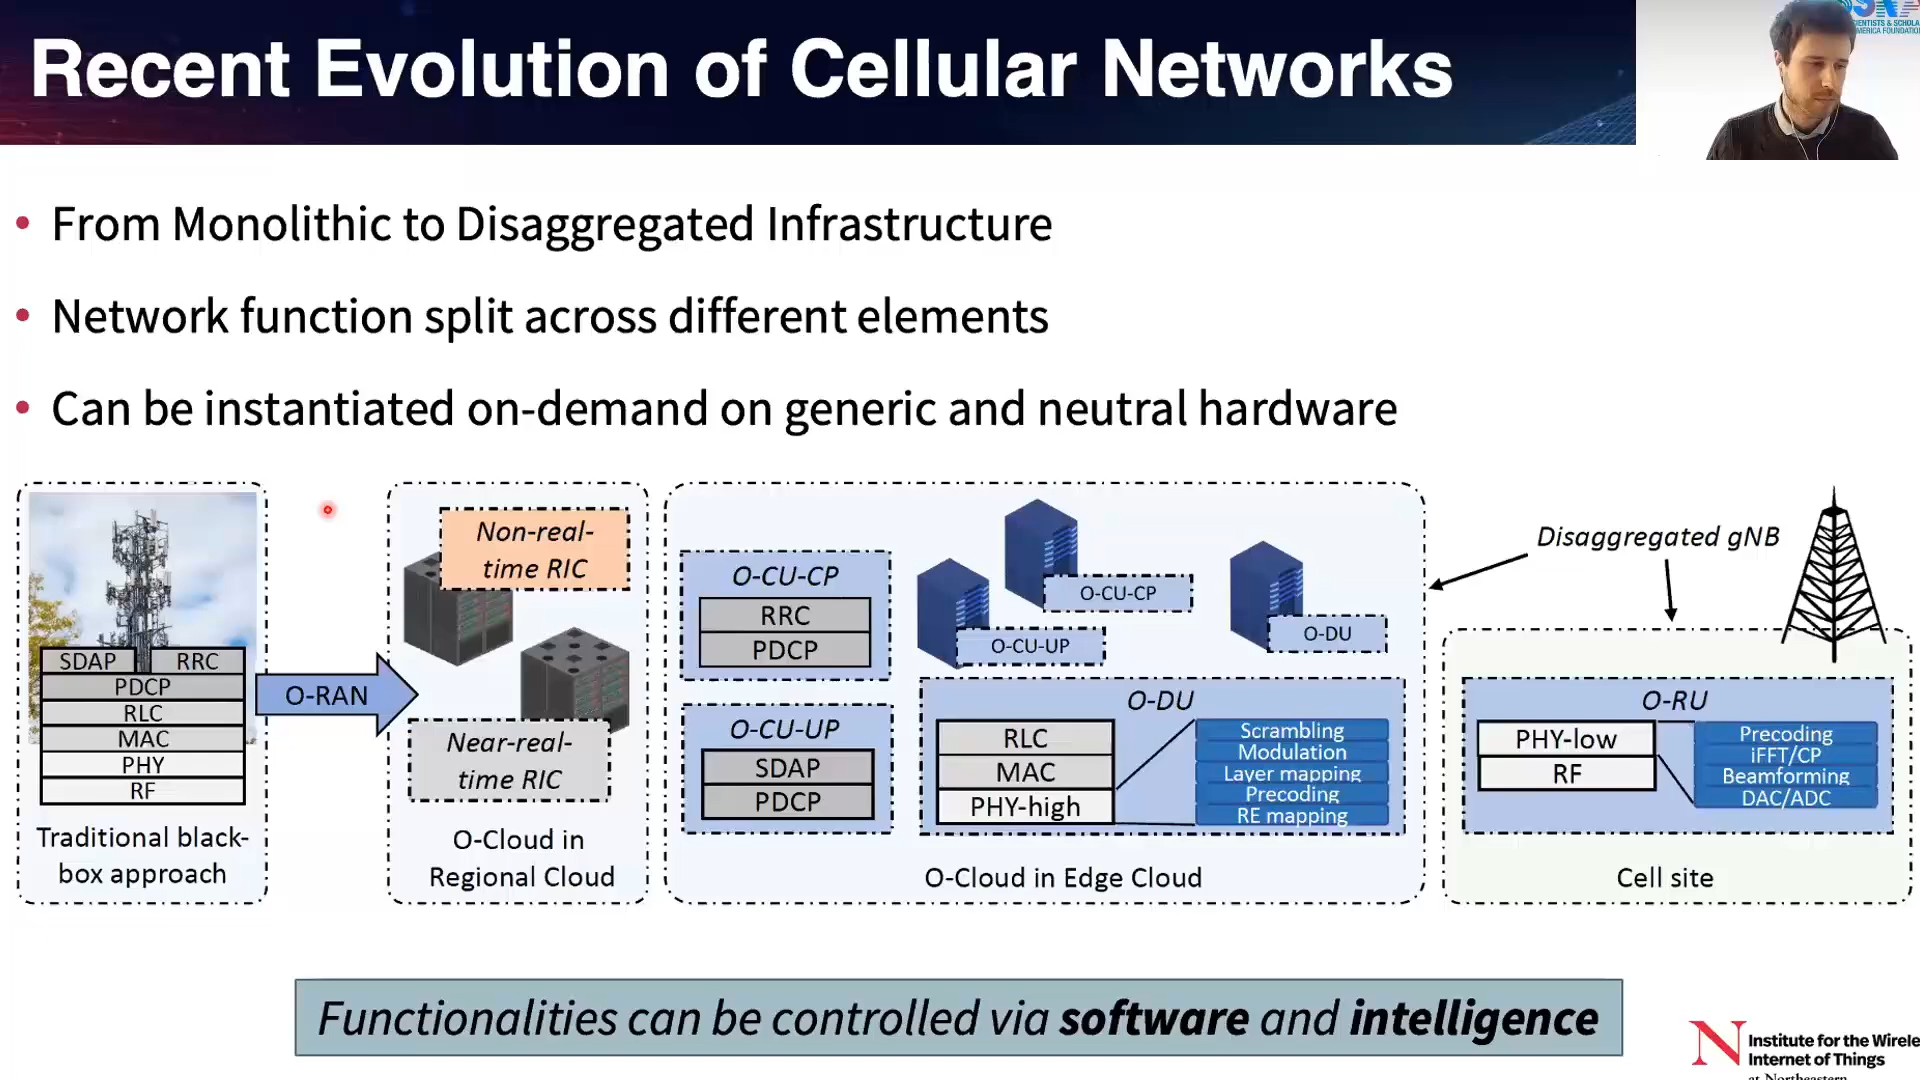 Recent Evolution of Cellular Networks
• From Monolithic to Disaggregated Infrastructure
• Network function split across different elements
• Can be instantiated on-demand on generic and neutral hardware
SDAP RRC
PDCP
RLC
MAC
PHY
RF
Traditional black-
box approach
O-RAN
Non-real-
time RIC
Near-real-
time RIC
O-Cloud in
Regional Cloud
O-CU-CP
RRC
PDCP
O-CU-UP
SDAP
PDCP
O-CU-CP
O-CU-UP
O-DU
O-DU
RLC
MAC
PHY-high
Scrambling
Modulation
Layer mapping
Precoding
RE mapping
O-Cloud in Edge Cloud
Disaggregated gNB
O-RU
PHY-low
RF
Precoding
iFFT/CP
Beamforming
DAC/ADC
Cell site
Functionalities can be controlled via software and intelligence
N
Institute for the Wirele
Internet of Things
at Northeastern